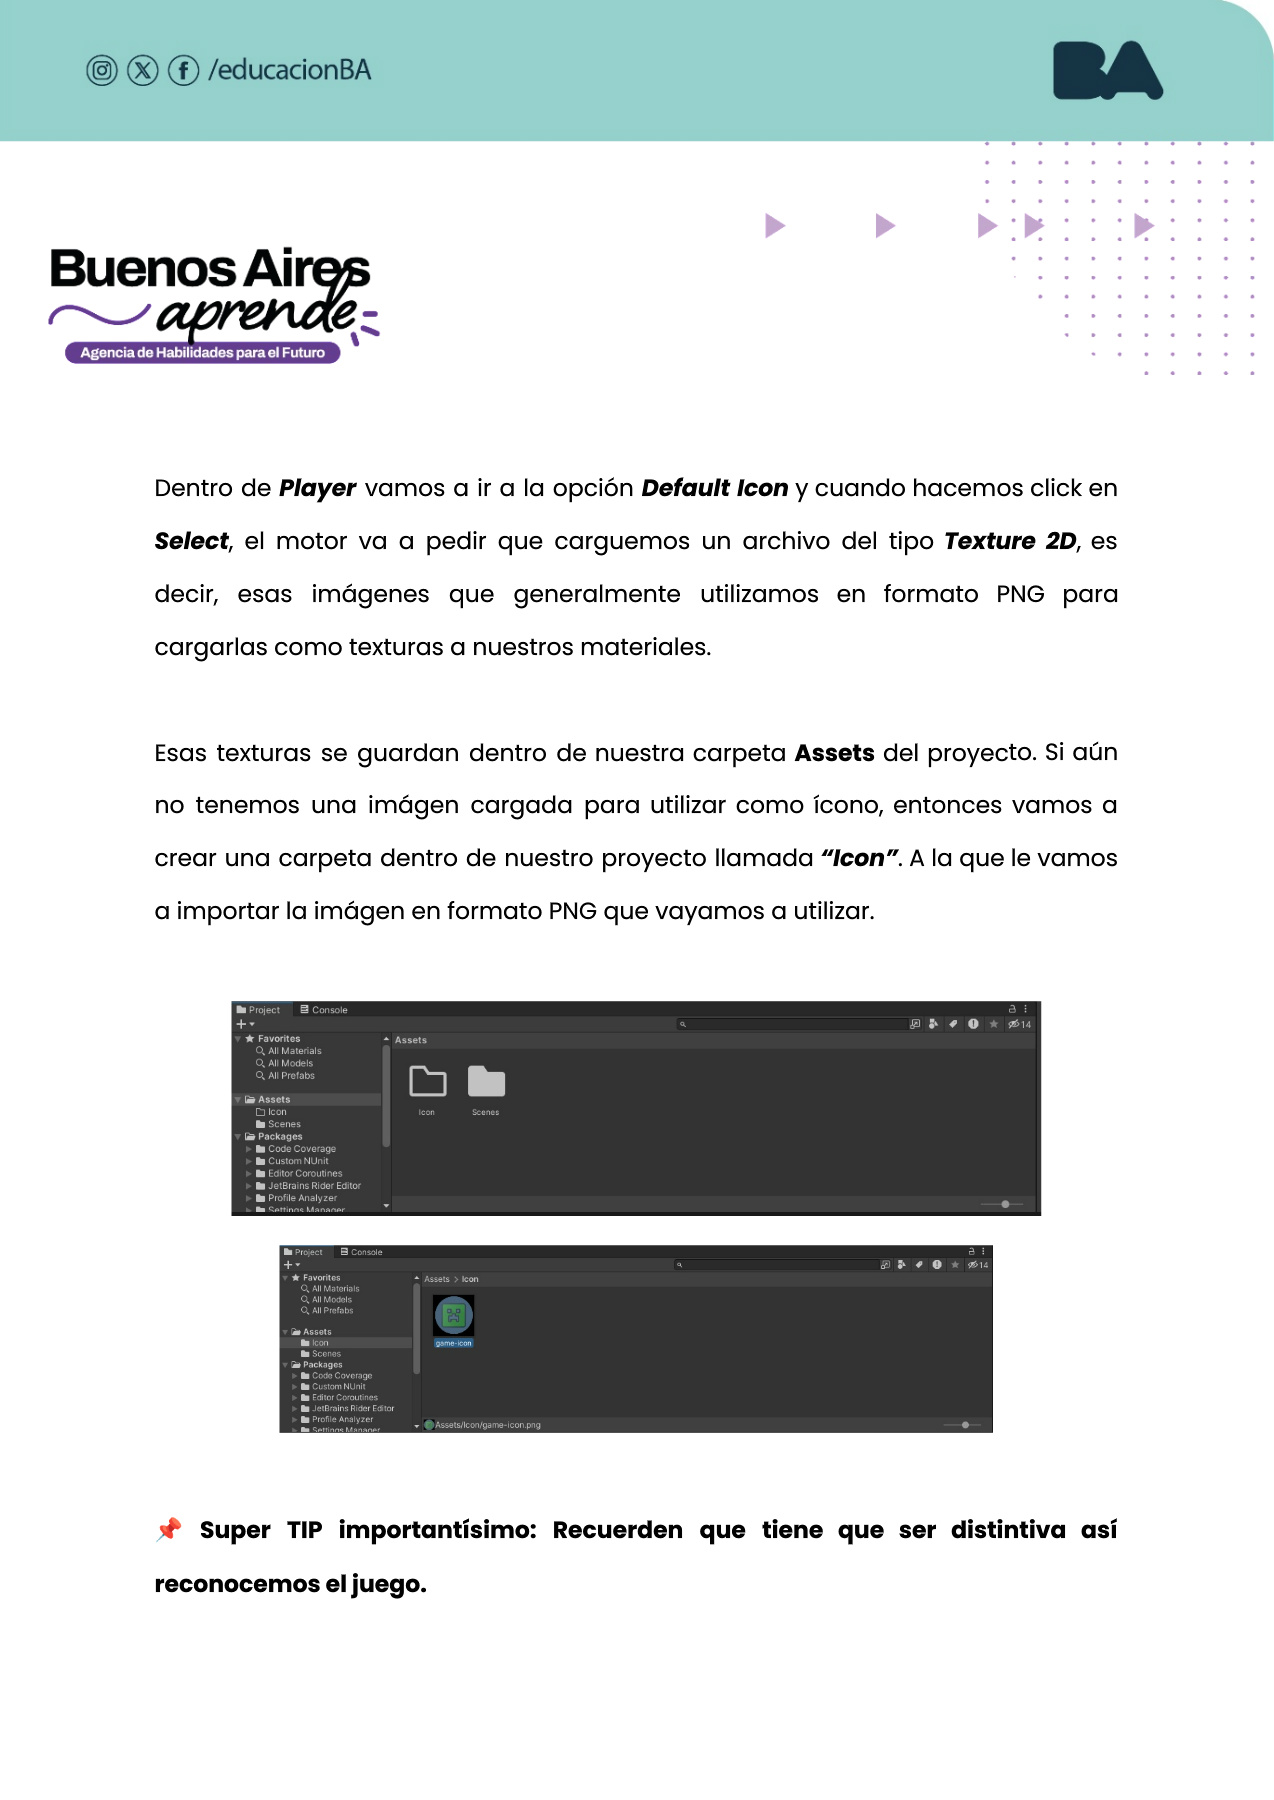 /educacionBA
BA
Buenos Aires
aprende
Agencia de Habilidades para el Futuro
Dentro de Player vamos a ir a la opción Default Icon y cuando hacemos click en
Select, el motor va a pedir que carguemos un archivo del tipo Texture 2D, es
decir, esas imágenes que generalmente utilizamos en formato PNG para
cargarlas como texturas a nuestros materiales.
Esas texturas se guardan dentro de nuestra carpeta Assets del proyecto. Si aún
no tenemos una imágen cargada para utilizar como ícono, entonces vamos a
crear una carpeta dentro de nuestro proyecto llamada “Icon”. A la que le vamos
a importar la imágen en formato PNG que vayamos a utilizar.
Project Console
14
Favorites
All Materials
All Models
All Prefabs
Assets
Icon
Scenes
Packages
Code Coverage
Custom NUnit
Editor Coroutines
JetBrains Rider Editor
Profile Analyzer
Settings Manager
Assets
Icon Scenes
Project Console
14
Favorites
All Materials
All Models
All Prefabs
Assets
Icon
Scenes
Packages
Code Coverage
Custom NUnit
Editor Coroutines
JetBrains Rider Editor
Profile Analyzer
Settings Manager
Assets > Icon
game-icon
Assets/Icon/game-icon.png
📌 Super TIP importantísimo: Recuerden que tiene que ser distintiva así
reconocemos el juego.